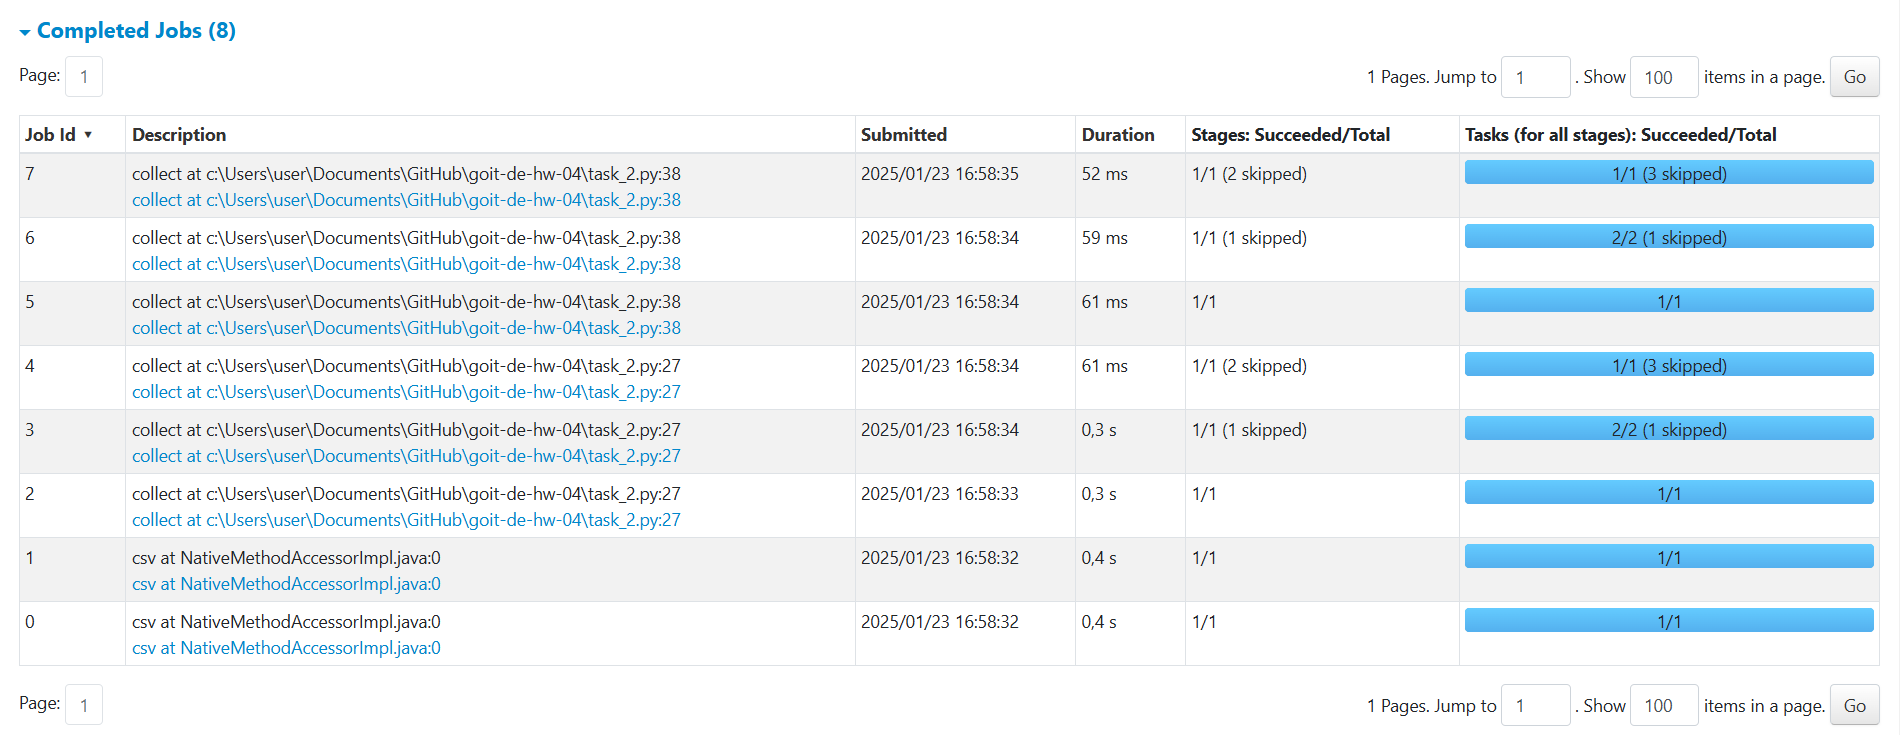 Completed Jobs (8)
Page: 1
1 Pages. Jump to 1 . Show 100 items in a page. Go
Job Id ▾ Description Submitted Duration Stages: Succeeded/Total Tasks (for all stages): Succeeded/Total
7 collect at c:\Users\user\Documents\GitHub\goit-de-hw-04\task_2.py:38 2025/01/23 16:58:35 52 ms 1/1 (2 skipped) 1/1 (3 skipped)
collect at c:\Users\user\Documents\GitHub\goit-de-hw-04\task_2.py:38
6 collect at c:\Users\user\Documents\GitHub\goit-de-hw-04\task_2.py:38 2025/01/23 16:58:34 59 ms 1/1 (1 skipped) 2/2 (1 skipped)
collect at c:\Users\user\Documents\GitHub\goit-de-hw-04\task_2.py:38
5 collect at c:\Users\user\Documents\GitHub\goit-de-hw-04\task_2.py:38 2025/01/23 16:58:34 61 ms 1/1 1/1
collect at c:\Users\user\Documents\GitHub\goit-de-hw-04\task_2.py:38
4 collect at c:\Users\user\Documents\GitHub\goit-de-hw-04\task_2.py:27 2025/01/23 16:58:34 61 ms 1/1 (2 skipped) 1/1 (3 skipped)
collect at c:\Users\user\Documents\GitHub\goit-de-hw-04\task_2.py:27
3 collect at c:\Users\user\Documents\GitHub\goit-de-hw-04\task_2.py:27 2025/01/23 16:58:34 0,3 s 1/1 (1 skipped) 2/2 (1 skipped)
collect at c:\Users\user\Documents\GitHub\goit-de-hw-04\task_2.py:27
2 collect at c:\Users\user\Documents\GitHub\goit-de-hw-04\task_2.py:27 2025/01/23 16:58:33 0,3 s 1/1 1/1
collect at c:\Users\user\Documents\GitHub\goit-de-hw-04\task_2.py:27
1 csv at NativeMethodAccessorImpl.java:0 2025/01/23 16:58:32 0,4 s 1/1 1/1
csv at NativeMethodAccessorImpl.java:0
0 csv at NativeMethodAccessorImpl.java:0 2025/01/23 16:58:32 0,4 s 1/1 1/1
csv at NativeMethodAccessorImpl.java:0
Page: 1
1 Pages. Jump to 1 . Show 100 items in a page. Go